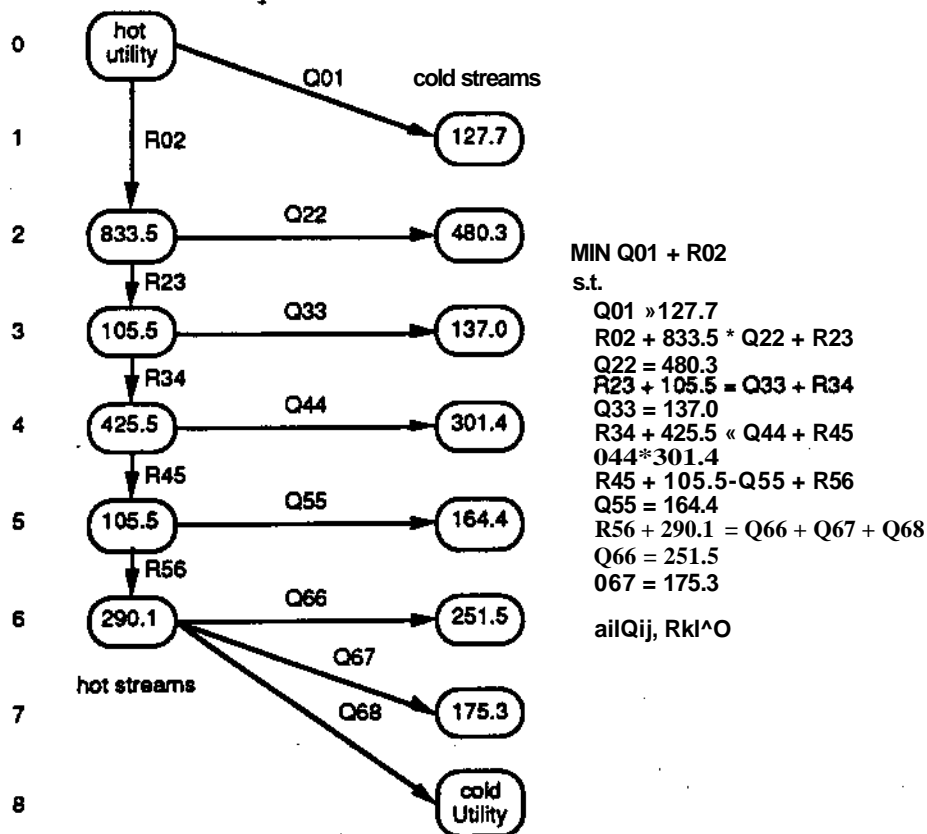 0
hot
utility
Q01
cold streams
1
R02
127.7
2
833.5
Q22
480.3
R23
3
105.5
Q33
137.0
R34
4
425.5
Q44
301.4
R45
5
105.5
Q55
164.4
R56
6
290.1
Q66
251.5
Q67
hot streams
7
Q68
175.3
8
cold
Utility
MIN Q01 + R02
s.t.
Q01 »127.7
R02 + 833.5 * Q22 + R23
Q22 = 480.3
R23 + 105.5 = Q33 + R34
Q33 = 137.0
R34 + 425.5 « Q44 + R45
044*301.4
R45 + 105.5-Q55 + R56
Q55 = 164.4
R56 + 290.1 = Q66 + Q67 + Q68
Q66 = 251.5
067 = 175.3
ailQij, Rkl^O